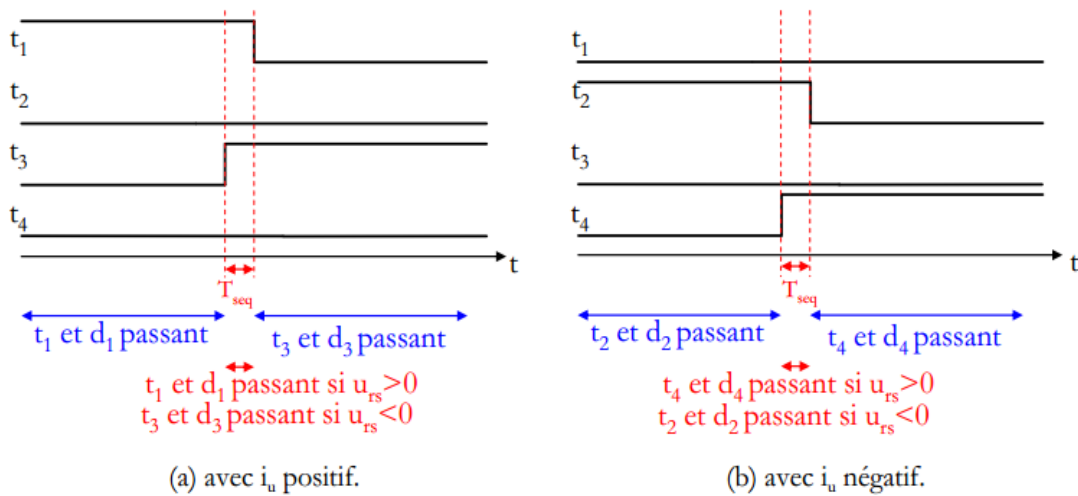 t1
t2
t3
t4
t
Tseq
t1 et d1 passant
t3 et d3 passant
t1 et d1 passant si urs>0
t3 et d3 passant si urs<0
(a) avec iu positif.
t1
t2
t3
t4
t
Tseq
t2 et d2 passant
t4 et d4 passant
t4 et d4 passant si urs>0
t2 et d2 passant si urs<0
(b) avec iu négatif.